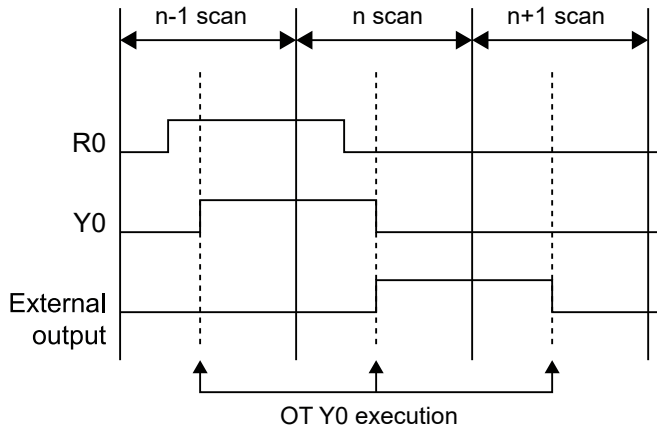 n-1 scan
n scan
n+1 scan
R0
Y0
External
output
OT Y0 execution